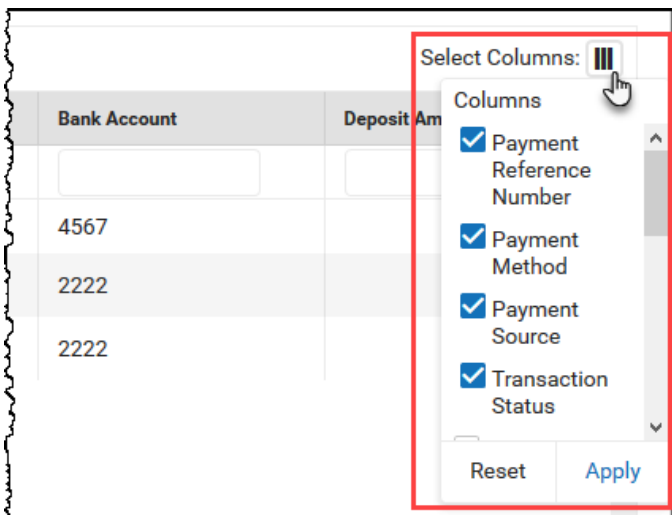 Select Columns:
Columns
Bank Account
Deposit Am
Payment
Reference
Number
4567
Payment
Method
2222
Payment
Source
2222
Transaction
Status
Reset
Apply